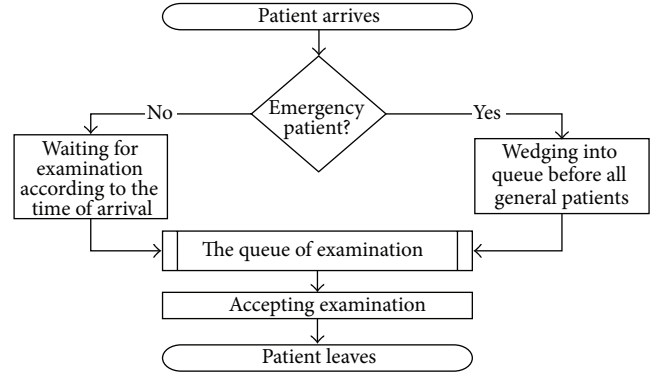 Patient arrives
Emergency
patient?
No
Yes
Waiting for
examination
according to the
time of arrival
Wedging into
queue before all
general patients
The queue of examination
Accepting examination
Patient leaves